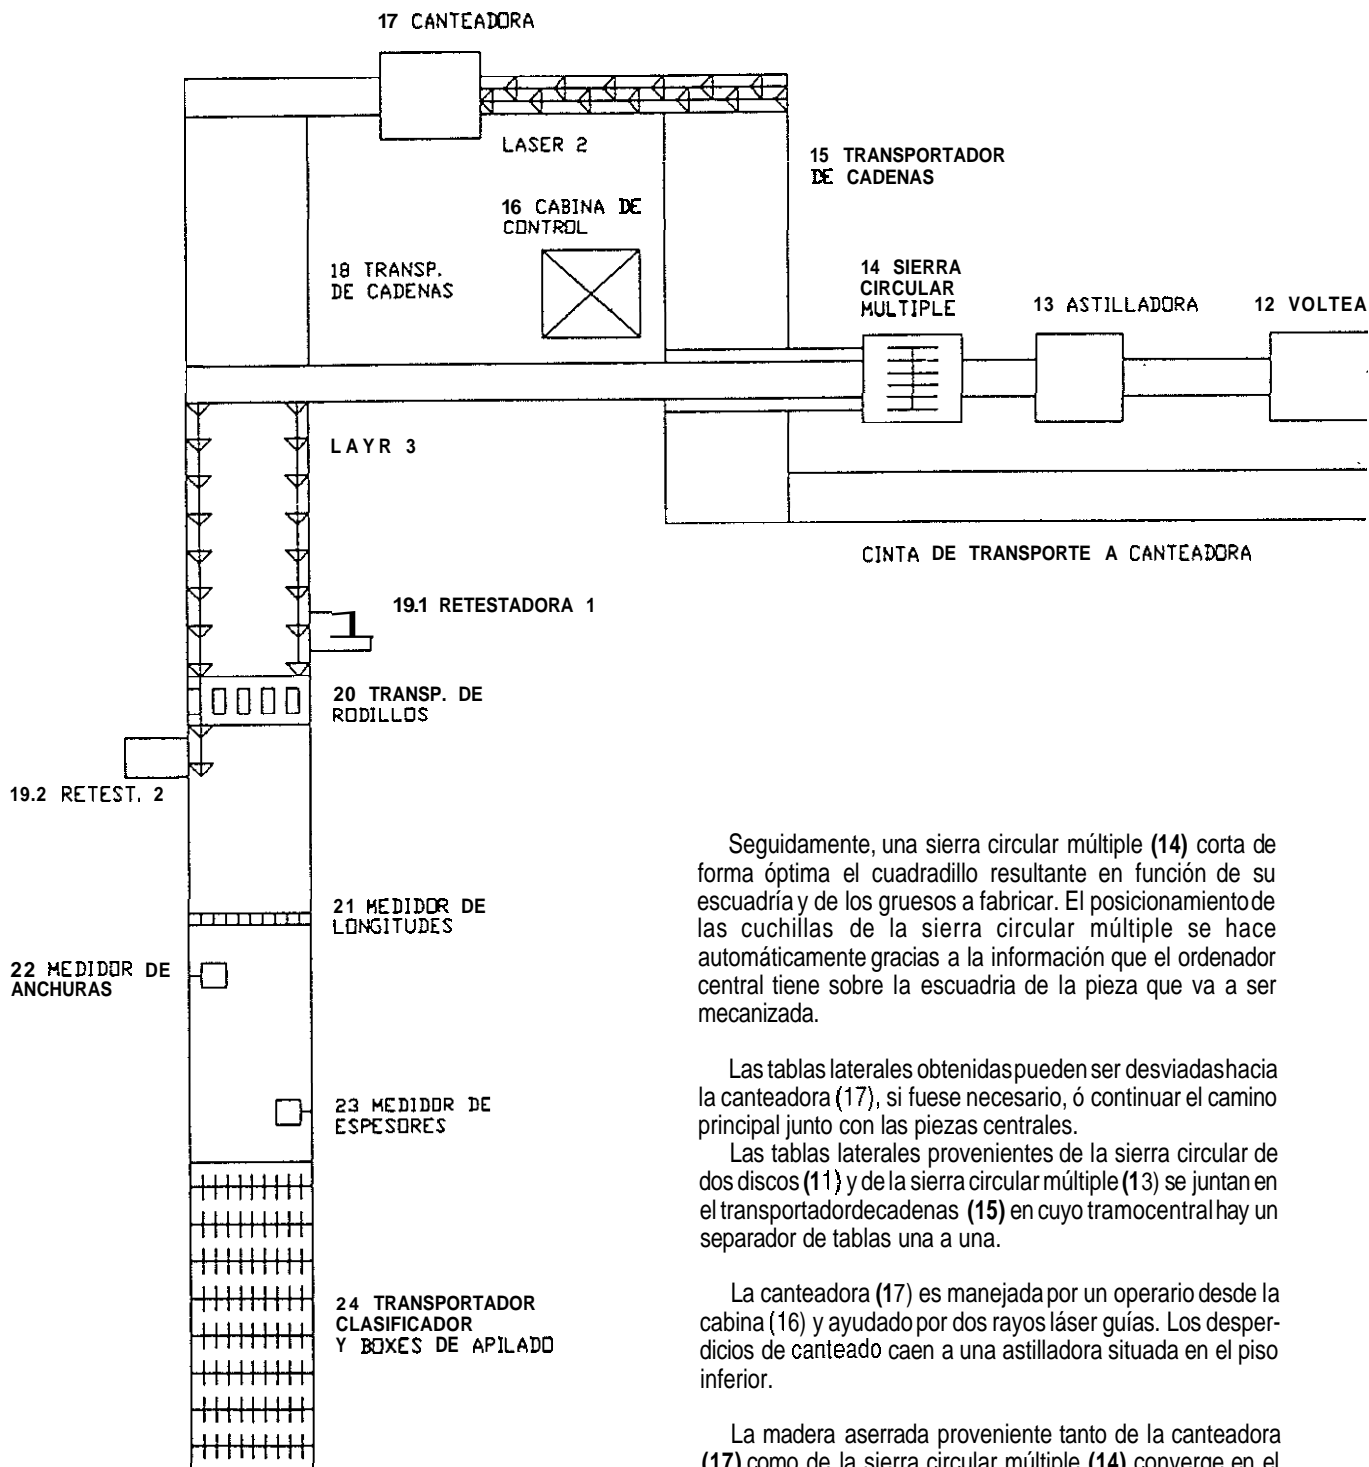 17 CANTEADORA
LASER 2
15 TRANSPORTADOR
DE CADENAS
16 CABINA DE
CONTROL
18 TRANSP.
DE CADENAS
14 SIERRA
CIRCULAR
MULTIPLE
13 ASTILLADORA
12 VOLTEA
LAYR 3
CINTA DE TRANSPORTE A CANTEADORA
19.1 RETESTADORA 1
20 TRANSP. DE
RODILLOS
19.2 RETEST. 2
21 MEDIDOR DE
LONGITUDES
22 MEDIDOR DE
ANCHURAS
23 MEDIDOR DE
ESPESORES
24 TRANSPORTADOR
CLASIFICADOR
Y BOXES DE APILADO
Seguidamente, una sierra circular múltiple (14) corta de
forma óptima el cuadradillo resultante en función de su
escuadría y de los gruesos a fabricar. El posicionamiento de
las cuchillas de la sierra circular múltiple se hace
automáticamente gracias a la información que el ordenador
central tiene sobre la escuadria de la pieza que va a ser
mecanizada.
Las tablas laterales obtenidas pueden ser desviadas hacia
la canteadora (17), si fuese necesario, ó continuar el camino
principal junto con las piezas centrales.
Las tablas laterales provenientes de la sierra circular de
dos discos (11) y de la sierra circular múltiple (13) se juntan en
el transportador de cadenas (15) en cuyo tramo central hay un
separador de tablas una a una.
La canteadora (17) es manejada por un operario desde la
cabina (16) y ayudado por dos rayos láser guías. Los desper-
dicios de canteado caen a una astilladora situada en el piso
inferior.
La madera aserrada proveniente tanto de la canteadora
(17) como de la sierra circular múltiple (14) converge en el